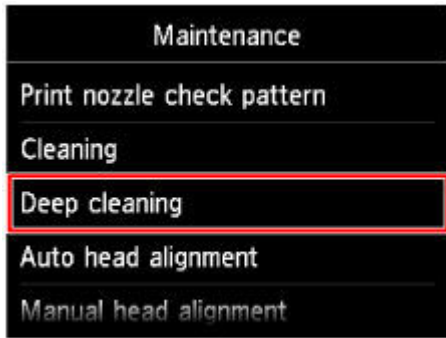 Maintenance
Print nozzle check pattern
Cleaning
Deep cleaning
Auto head alignment
Manual head alignment